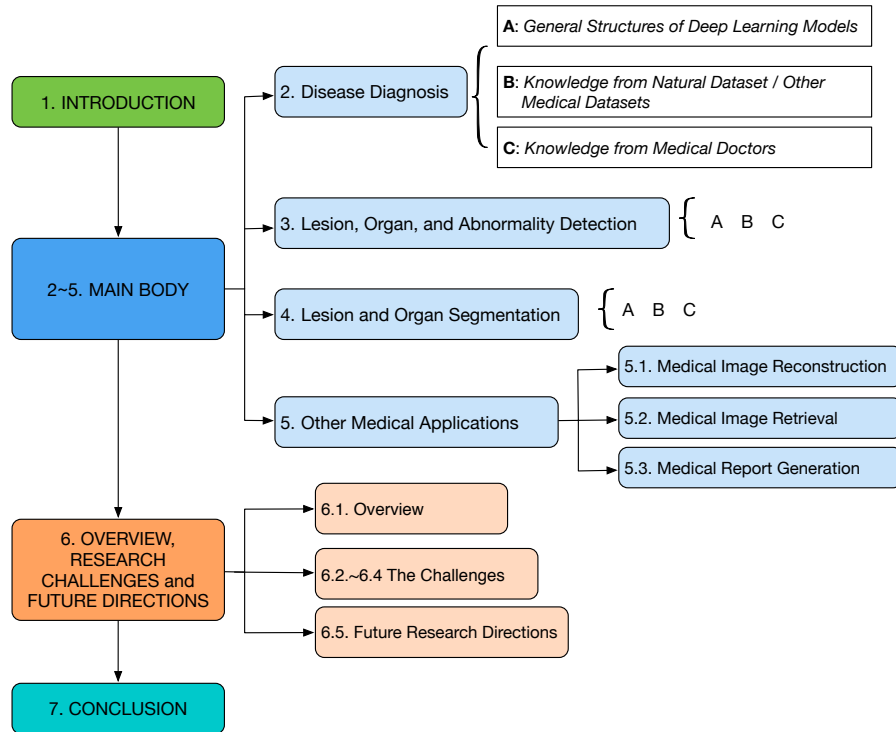 1. INTRODUCTION
2~5. MAIN BODY
6. OVERVIEW,
RESEARCH
CHALLENGES and
FUTURE DIRECTIONS
7. CONCLUSION
2. Disease Diagnosis
A: General Structures of Deep Learning Models
B: Knowledge from Natural Dataset / Other
Medical Datasets
C: Knowledge from Medical Doctors
3. Lesion, Organ, and Abnormality Detection
A B C
4. Lesion and Organ Segmentation
A B C
5. Other Medical Applications
5.1. Medical Image Reconstruction
5.2. Medical Image Retrieval
5.3. Medical Report Generation
6.1. Overview
6.2.~6.4 The Challenges
6.5. Future Research Directions